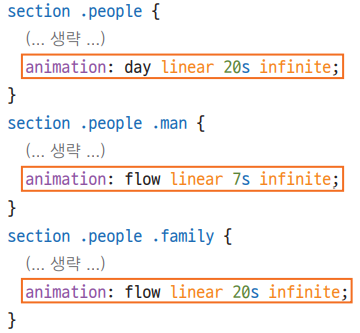 section .people {
(... 생략 ...)
animation: day linear 20s infinite;
}
section .people .man {
(... 생략 ...)
animation: flow linear 7s infinite;
}
section .people .family {
(... 생략 ...)
animation: flow linear 20s infinite;
}